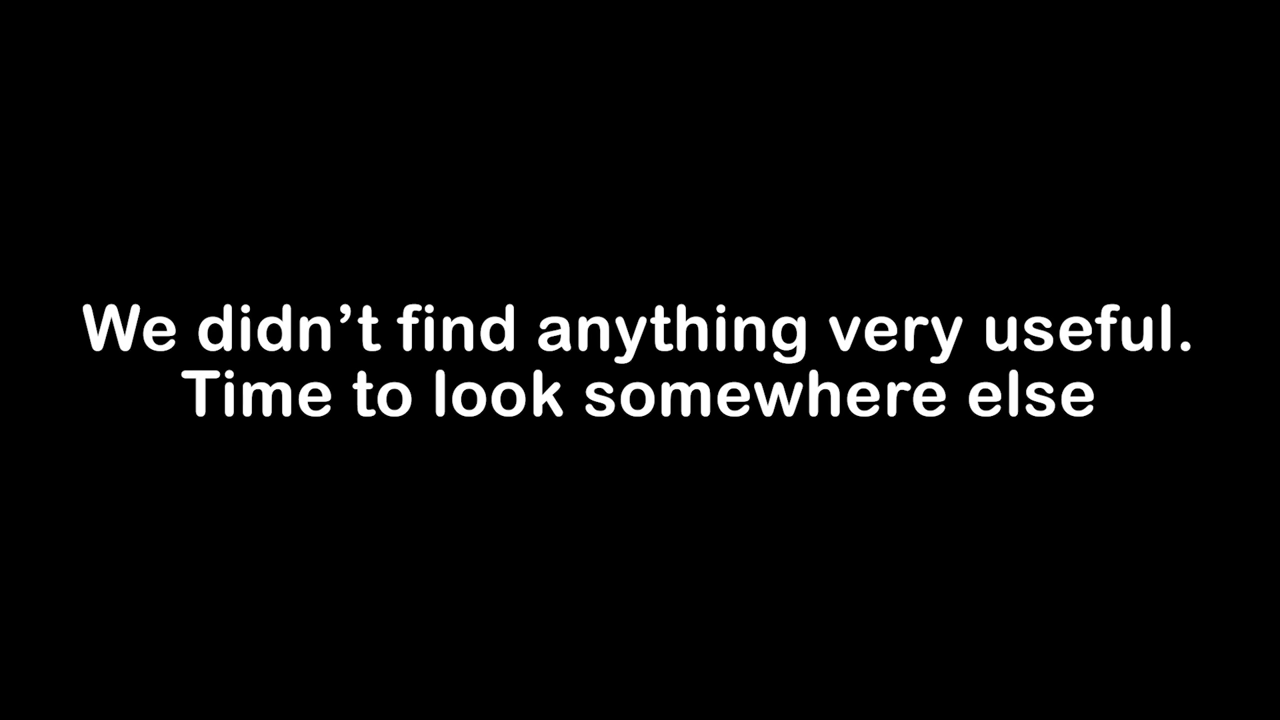 We didn’t find anything very useful.
Time to look somewhere else